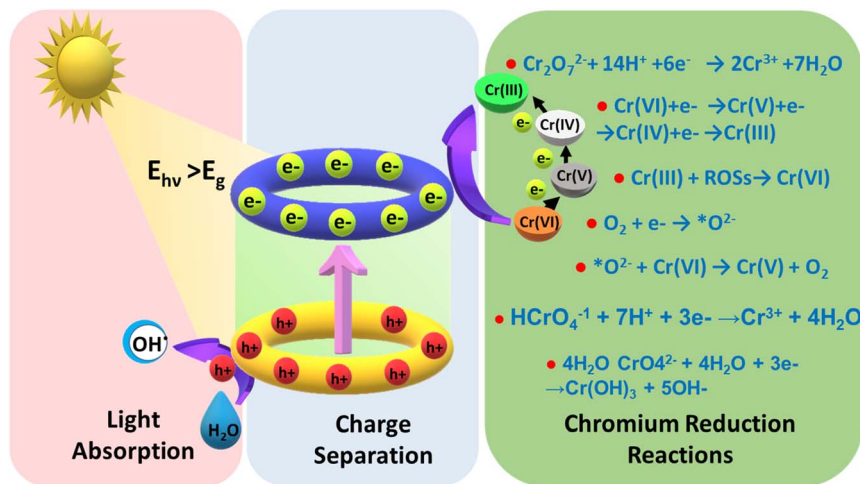 E_hν >E_g
e- e- e-
e- e-
e- e- e- e-
h+ h+
h+ h+
h+ h+ h+
OH•
h+
H₂O
Light
Absorption
Charge
Separation
Cr(III)
e- Cr(IV)
e- Cr(V)
e-
Cr(VI)
• Cr₂O₇²⁻+ 14H⁺ +6e⁻ → 2Cr³⁺ +7H₂O
• Cr(VI)+e- →Cr(V)+e-
→Cr(IV)+e- →Cr(III)
• Cr(III) + ROSs→ Cr(VI)
• O₂ + e- → *O²⁻
• *O²⁻ + Cr(VI) → Cr(V) + O₂
• HCrO₄⁻¹ + 7H⁺ + 3e- →Cr³⁺ + 4H₂O
• 4H₂O CrO4²⁻ + 4H₂O + 3e-
→Cr(OH)₃ + 5OH-
Chromium Reduction
Reactions